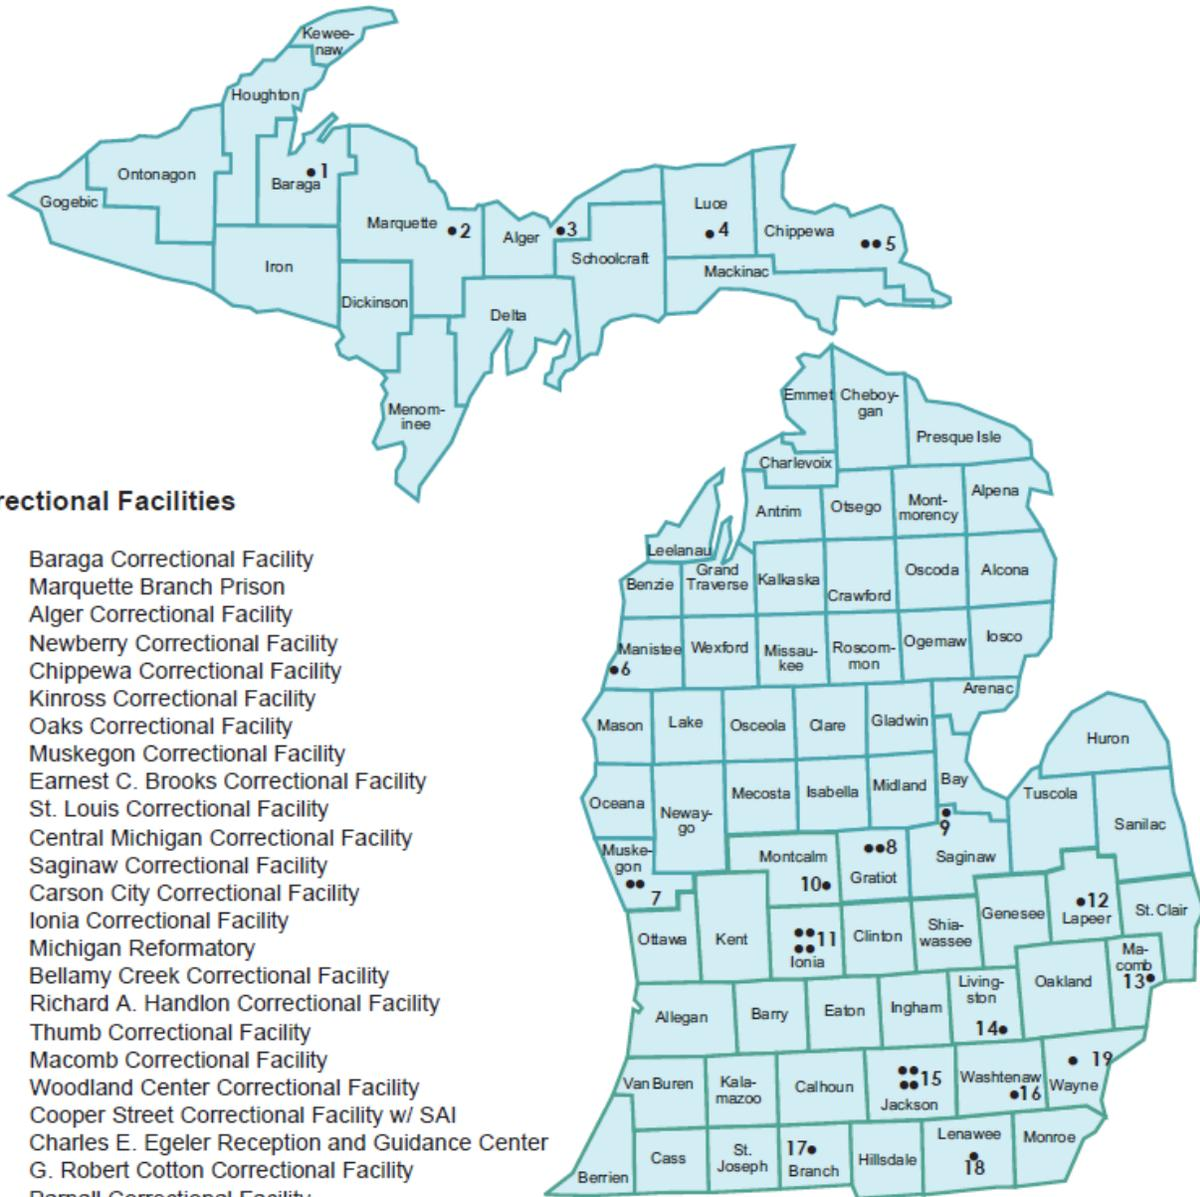 Kewee-
naw
Houghton
Ontonagon
Baraga
1
Gogebic
Marquette
2
Alger
3
Luce
4
Chippewa
5
Iron
Schoolcraft
Mackinac
Dickinson
Delta
Menom-
inee
Emmet
Cheboy-
gan
Presque Isle
Charlevoix
rectional Facilities
Antrim
Otsego
Mont-
morency
Alpena
Leelanau
Benzie
Grand
Traverse
Kalkaska
Crawford
Oscoda
Alcona
Manistee
6
Wexford
Missau-
kee
Roscom-
mon
Ogemaw
Iosco
Arenac
Mason
Lake
Osceola
Clare
Gladwin
Huron
Oceana
Neway-
go
Mecosta
Isabella
Midland
Bay
9
Tuscola
Sanilac
Muske-
gon
7
Montcalm
10
8
Gratiot
Saginaw
Ottawa
Kent
11
Ionia
Clinton
Shia-
wassee
Genesee
12
Lapeer
St. Clair
Allegan
Barry
Eaton
Ingham
Living-
ston
14
Oakland
Ma-
comb
13
Van Buren
Kala-
mazoo
Calhoun
15
Jackson
Washtenaw
16
19
Wayne
Berrien
Cass
St.
Joseph
17
Branch
Hillsdale
Lenawee
18
Monroe
Baraga Correctional Facility
Marquette Branch Prison
Alger Correctional Facility
Newberry Correctional Facility
Chippewa Correctional Facility
Kinross Correctional Facility
Oaks Correctional Facility
Muskegon Correctional Facility
Earnest C. Brooks Correctional Facility
St. Louis Correctional Facility
Central Michigan Correctional Facility
Saginaw Correctional Facility
Carson City Correctional Facility
Ionia Correctional Facility
Michigan Reformatory
Bellamy Creek Correctional Facility
Richard A. Handlon Correctional Facility
Thumb Correctional Facility
Macomb Correctional Facility
Woodland Center Correctional Facility
Cooper Street Correctional Facility w/ SAI
Charles E. Egeler Reception and Guidance Center
G. Robert Cotton Correctional Facility
Parnall Correctional Facility